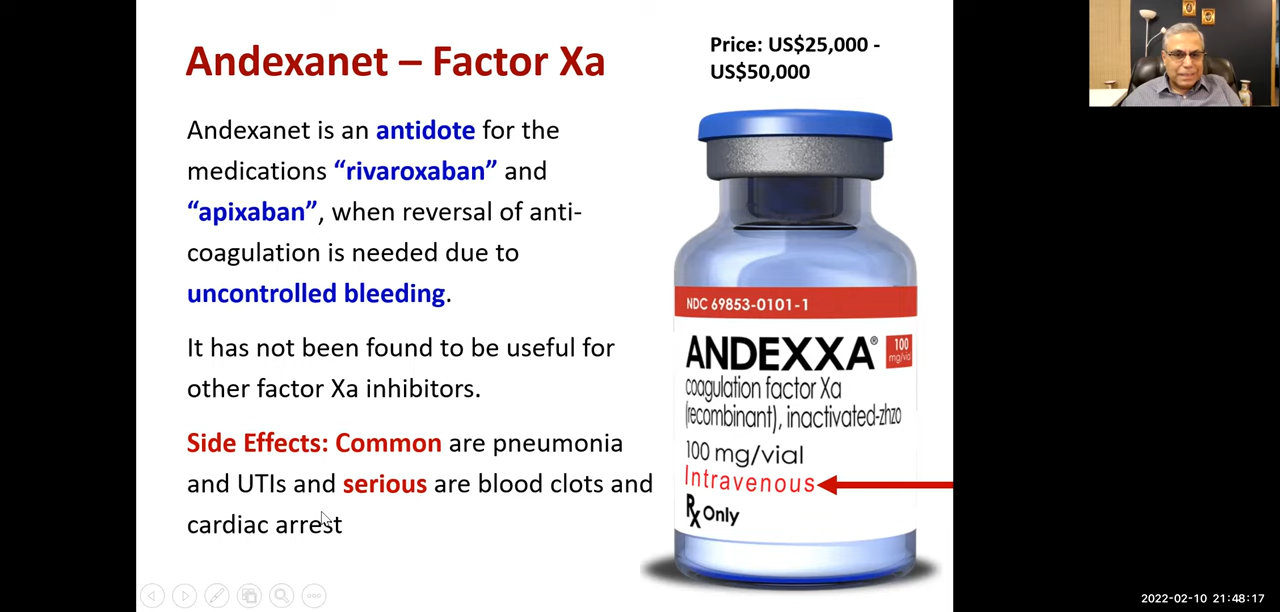 Andexanet – Factor Xa
Price: US$25,000 -
US$50,000
Andexanet is an antidote for the
medications “rivaroxaban” and
“apixaban”, when reversal of anti-
coagulation is needed due to
uncontrolled bleeding.
It has not been found to be useful for
other factor Xa inhibitors.
Side Effects: Common are pneumonia
and UTIs and serious are blood clots and
cardiac arrest
NDC 69853-0101-1
ANDEXXA®
100
mg/vial
coagulation factor Xa
(recombinant), inactivated-zhzo
100 mg/vial
Intravenous
Rx Only
2022-02-10 21:48:17